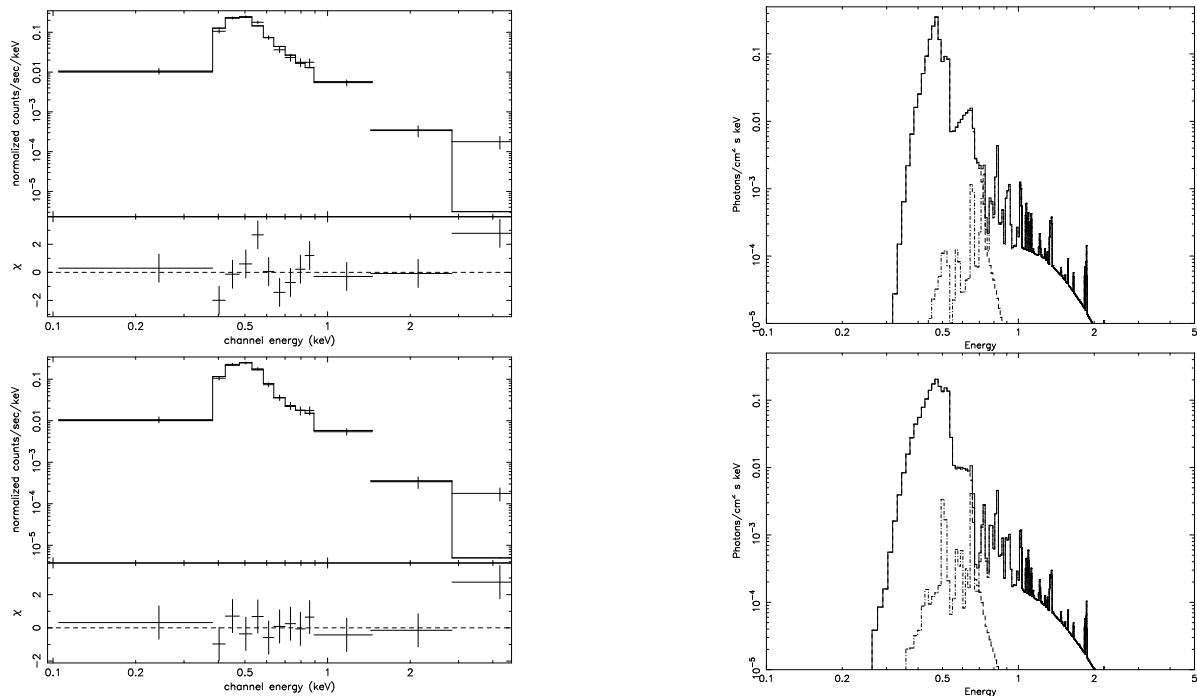 normalized counts/sec/keV
0.1
0.01
10⁻³
10⁻⁴
10⁻⁵
χ
2
0
−2
0.1 0.2 0.5 1 2
channel energy (keV)
Photons/cm² s keV
0.1
0.01
10⁻³
10⁻⁴
10⁻⁵
0.1 0.2 0.5 1 2 5
Energy
normalized counts/sec/keV
0.1
0.01
10⁻³
10⁻⁴
10⁻⁵
χ
2
0
−2
0.1 0.2 0.5 1 2
channel energy (keV)
Photons/cm² s keV
0.1
0.01
10⁻³
10⁻⁴
10⁻⁵
0.1 0.2 0.5 1 2 5
Energy